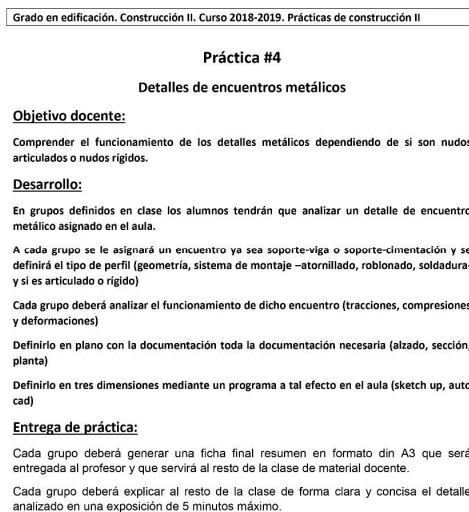 Grado en edificación. Construcción II. Curso 2018-2019. Prácticas de construcción II
Práctica #4
Detalles de encuentros metálicos
Objetivo docente:
Comprender el funcionamiento de los detalles metálicos dependiendo de si son nudos
articulados o nudos rígidos.
Desarrollo:
En grupos definidos en clase los alumnos tendrán que analizar un detalle de encuentro
metálico asignado en el aula.
A cada grupo se le asignará un encuentro ya sea soporte-viga o soporte-cimentación y se
definirá el tipo de perfil (geometría, sistema de montaje –atornillado, roblonado, soldadura-
y si es articulado o rígido)
Cada grupo deberá analizar el funcionamiento de dicho encuentro (tracciones, compresiones
y deformaciones)
Definirlo en plano con la documentación toda la documentación necesaria (alzado, sección,
planta)
Definirlo en tres dimensiones mediante un programa a tal efecto en el aula (sketch up, auto
cad)
Entrega de práctica:
Cada grupo deberá generar una ficha final resumen en formato din A3 que será
entregada al profesor y que servirá al resto de la clase de material docente.
Cada grupo deberá explicar al resto de la clase de forma clara y concisa el detalle
analizado en una exposición de 5 minutos máximo.